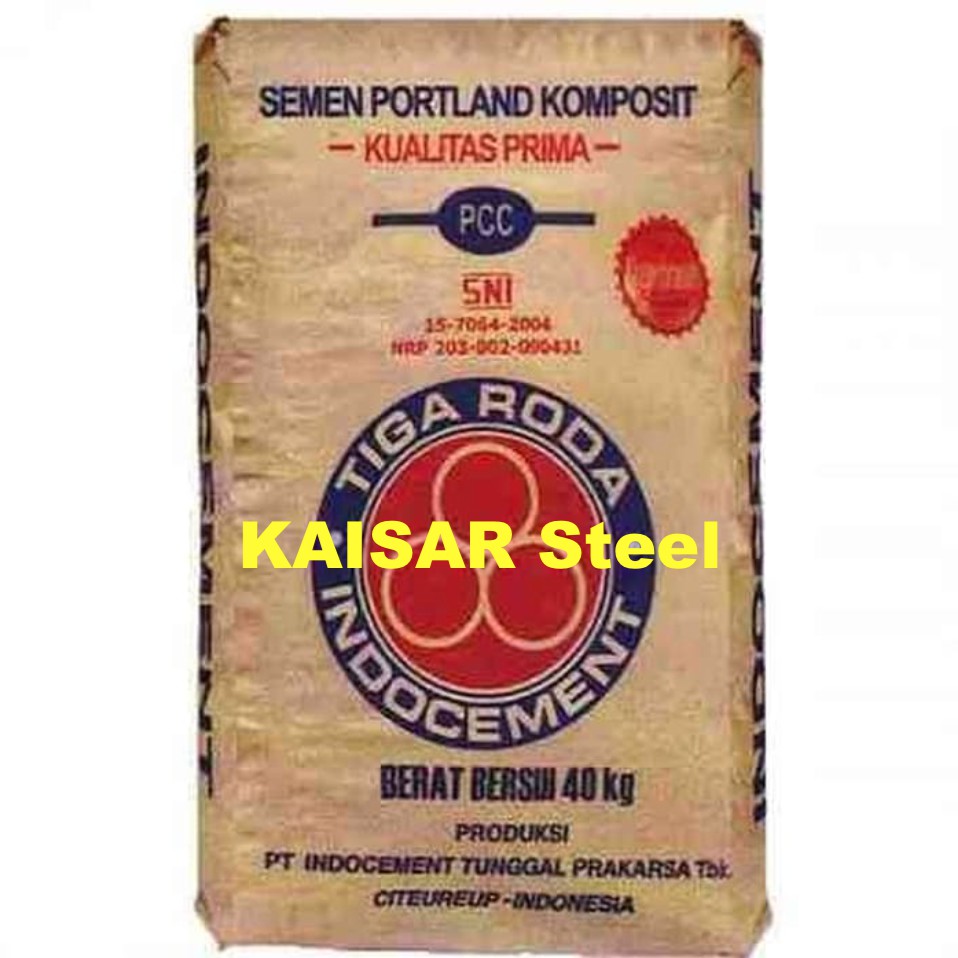 SEMEN PORTLAND KOMPOSIT
- KUALITAS PRIMA -
PCC
SNI
15-7064-2004
NRP 203-002-090431
TIGA RODA
KAISAR Steel
INDOCEMENT
BERAT BERSIH 40 kg
PRODUKSI
PT INDOCEMENT TUNGGAL PRAKARSA Tbk.
CITEUREUP - INDONESIA
INDOCEMENT
INDOCEMENT